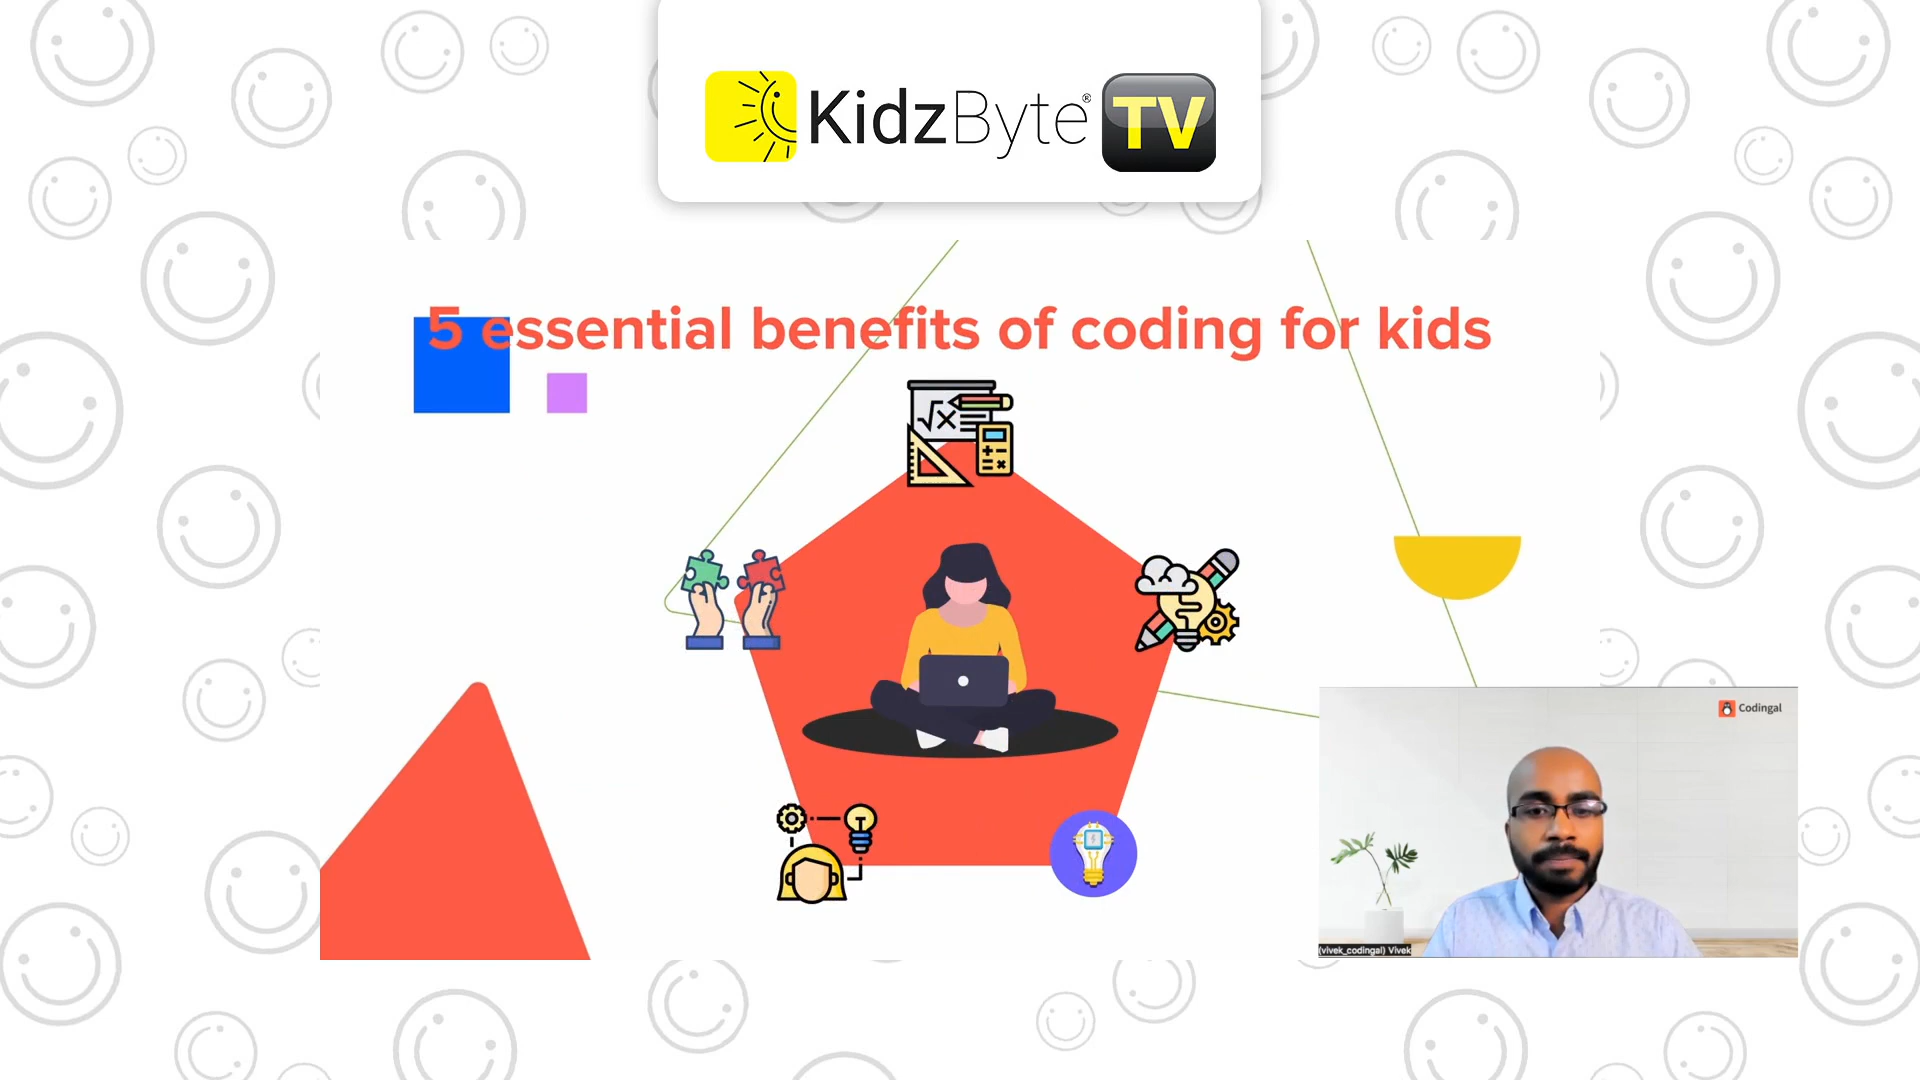 KidzByte® TV
5 essential benefits of coding for kids
√x
Codingal
(vivek_codingal) Vivek